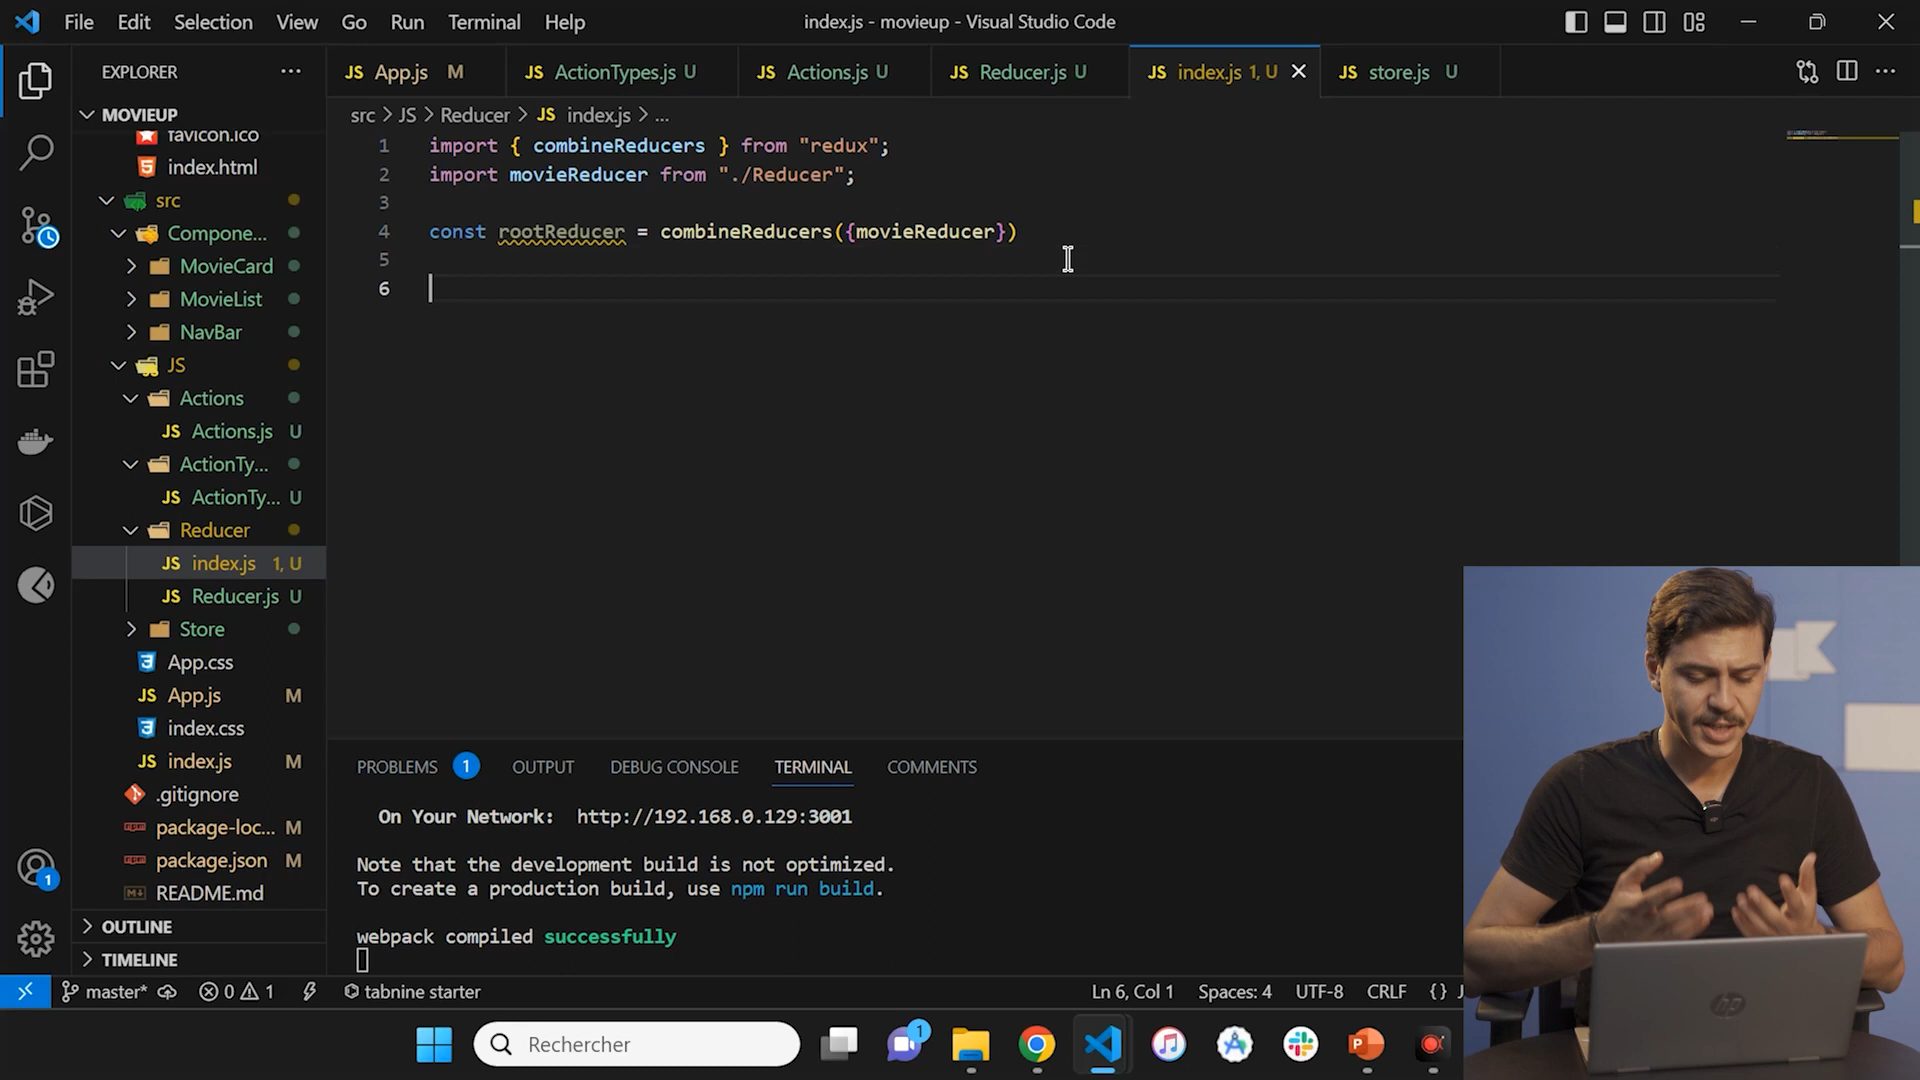 File Edit Selection View Go Run Terminal Help
index.js - movieup - Visual Studio Code
EXPLORER
JS App.js M
JS ActionTypes.js U
JS Actions.js U
JS Reducer.js U
JS index.js 1, U
JS store.js U
src > JS > Reducer > JS index.js > ...
MOVIEUP
favicon.ico
index.html
src
Compone...
MovieCard
MovieList
NavBar
JS
Actions
JS Actions.js U
ActionTy...
JS ActionTy... U
Reducer
JS index.js 1, U
JS Reducer.js U
Store
App.css
JS App.js M
index.css
JS index.js M
.gitignore
package-loc... M
package.json M
README.md
OUTLINE
TIMELINE
1 import { combineReducers } from "redux";
2 import movieReducer from "./Reducer";
3
4 const rootReducer = combineReducers({movieReducer})
5
6
PROBLEMS 1 OUTPUT DEBUG CONSOLE TERMINAL COMMENTS
On Your Network: http://192.168.0.129:3001
Note that the development build is not optimized.
To create a production build, use npm run build.
webpack compiled successfully
1
master* 0 1 tabnine starter
Ln 6, Col 1 Spaces: 4 UTF-8 CRLF {} J
Rechercher
1
P
hp